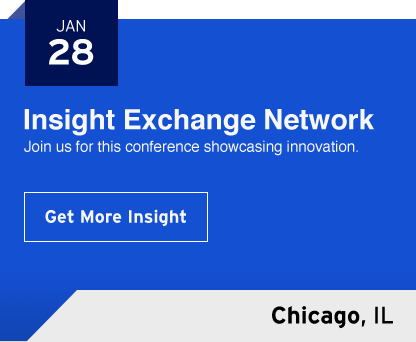 JAN
28
Insight Exchange Network
Join us for this conference showcasing innovation.
Get More Insight
Chicago, IL